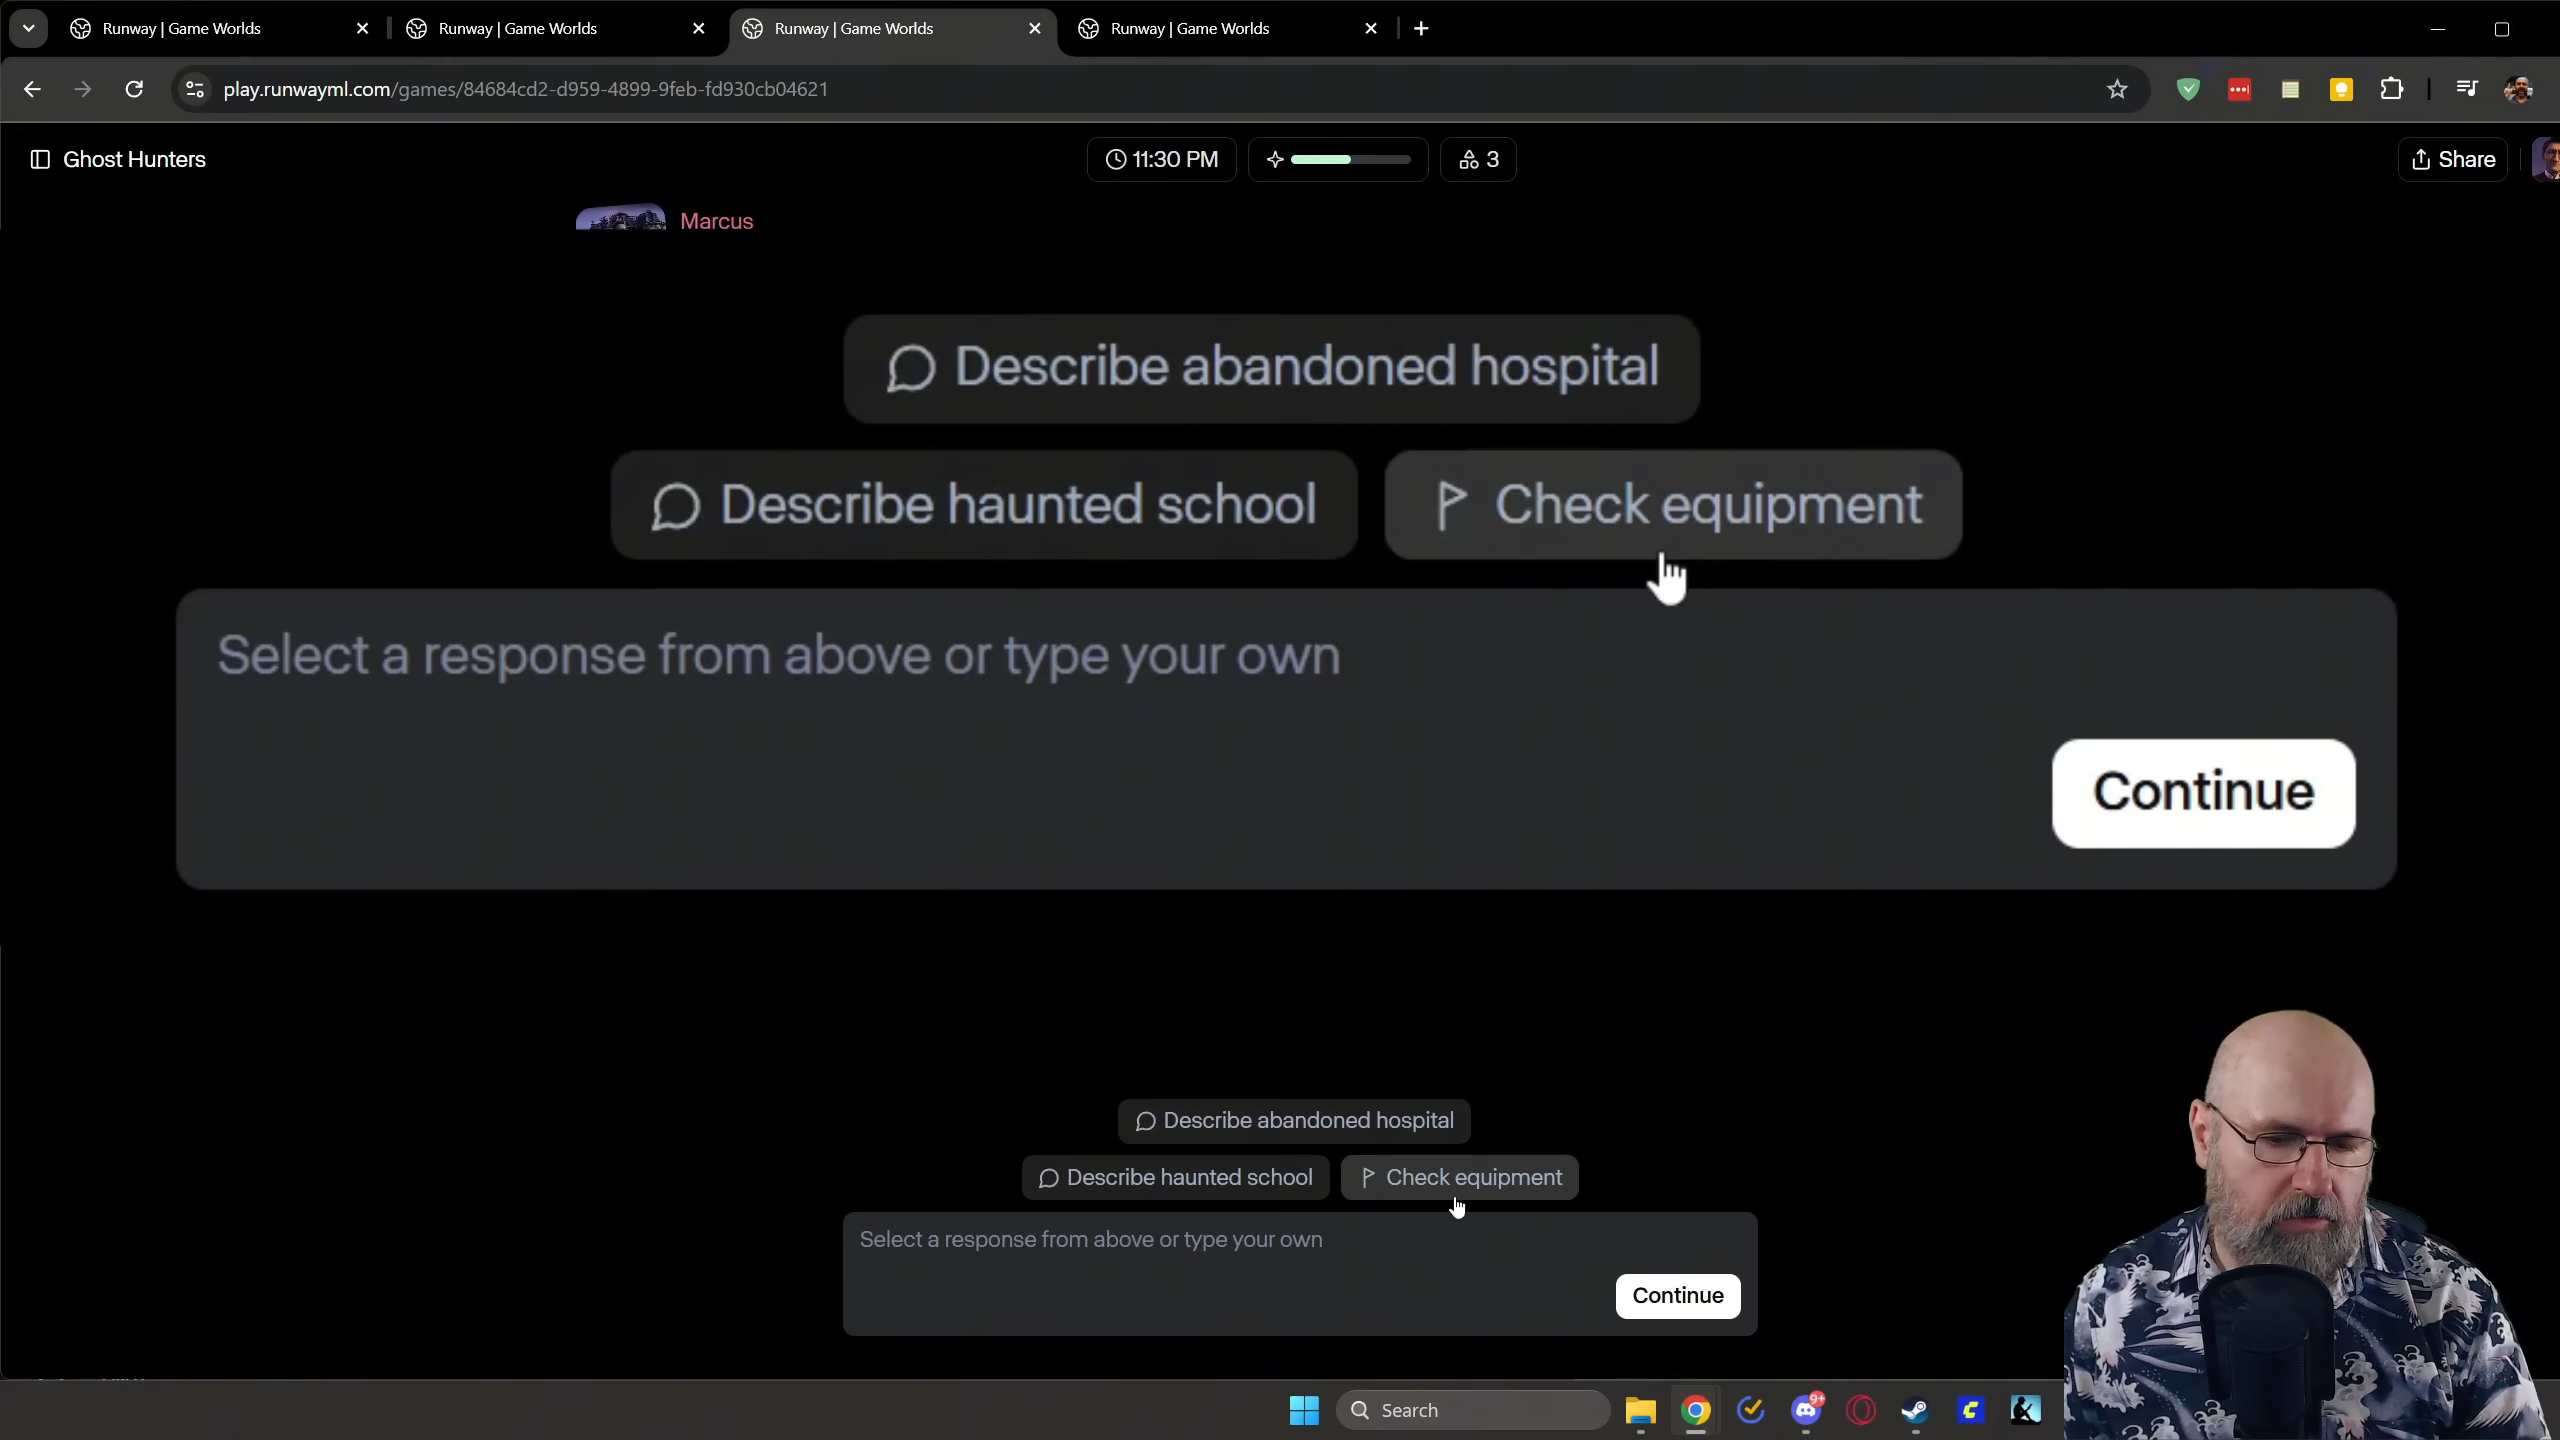 Runway | Game Worlds
Runway | Game Worlds
Runway | Game Worlds
Runway | Game Worlds
play.runwayml.com/games/84684cd2-d959-4899-9feb-fd930cb04621
Ghost Hunters
11:30 PM
3
Share
Marcus
Describe abandoned hospital
Describe haunted school
Check equipment
Select a response from above or type your own
Continue
Describe abandoned hospital
Describe haunted school
Check equipment
Select a response from above or type your own
Continue
Search
9+